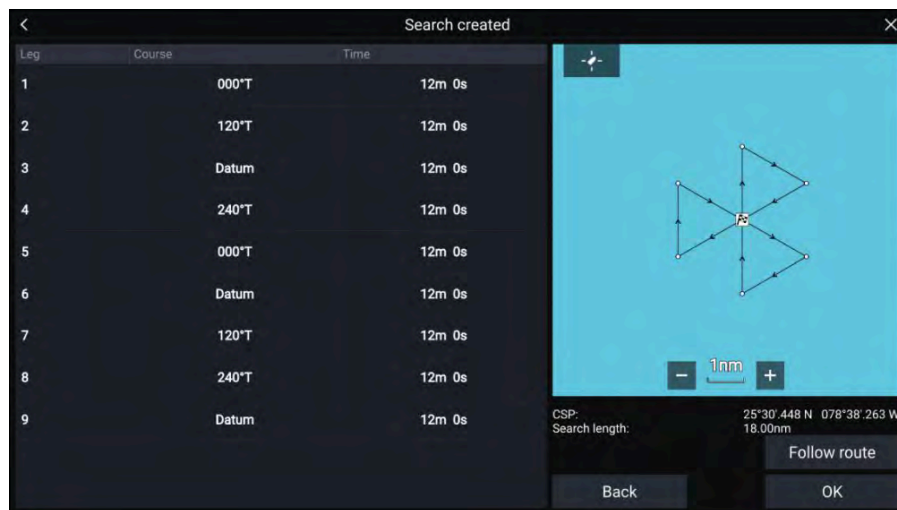 Search created
Leg Course Time
1 000°T 12m 0s
2 120°T 12m 0s
3 Datum 12m 0s
4 240°T 12m 0s
5 000°T 12m 0s
6 Datum 12m 0s
7 120°T 12m 0s
8 240°T 12m 0s
9 Datum 12m 0s
1nm
CSP: 25°30'.448 N 078°38'.263 W
Search length: 18.00nm
Follow route
Back OK